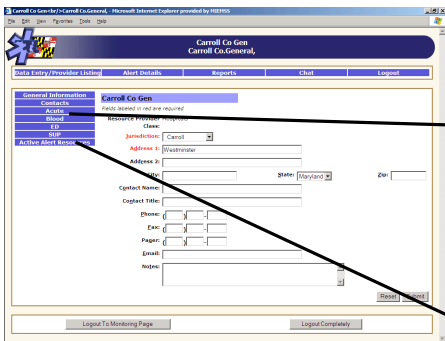 Carroll Co Gen<br/>Carroll Co.General, - Microsoft Internet Explorer provided by MIEMSS
File Edit View Favorites Tools Help
Carroll Co Gen
Carroll Co.General,
Data Entry/Provider Listing Alert Details Reports Chat Logout
General Information
Contacts
Acute
Blood
ED
SUP
Active Alert Resources
Carroll Co Gen
Fields labeled in red are required
Resource Provider Hospitals
Class:
Jurisdiction: Carroll
Address 1: Westminster
Address 2:
City: State: Maryland Zip:
Contact Name:
Contact Title:
Phone: ( ) -
Fax: ( ) -
Pager: ( ) -
Email:
Notes:
Reset Submit
Logout To Monitoring Page Logout Completely